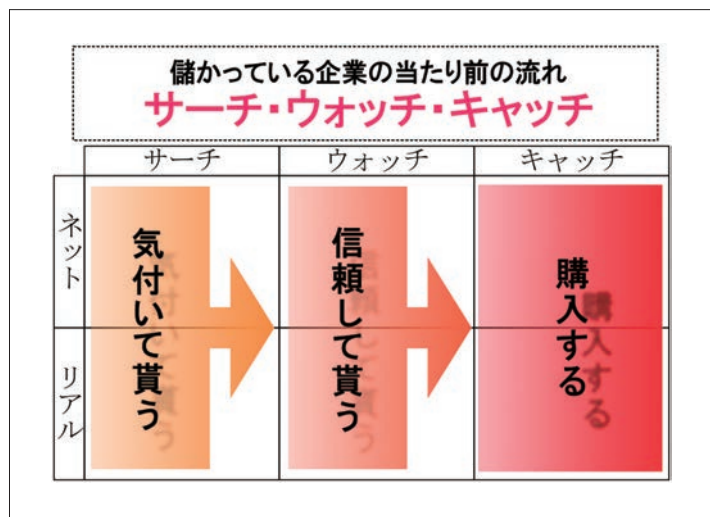 儲かっている企業の当たり前の流れ
サーチ・ウォッチ・キャッチ
サーチ
ウォッチ
キャッチ
ネット
リアル
気付いて貰う
信頼して貰う
購入する